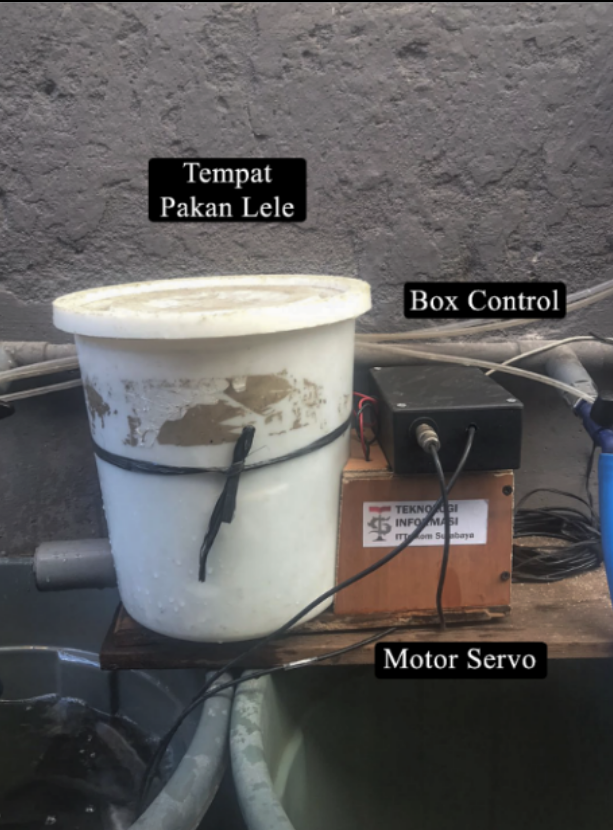 Tempat
Pakan Lele
Box Control
TEKNOLOGI
INFORMASI
ITTelkom Surabaya
Motor Servo